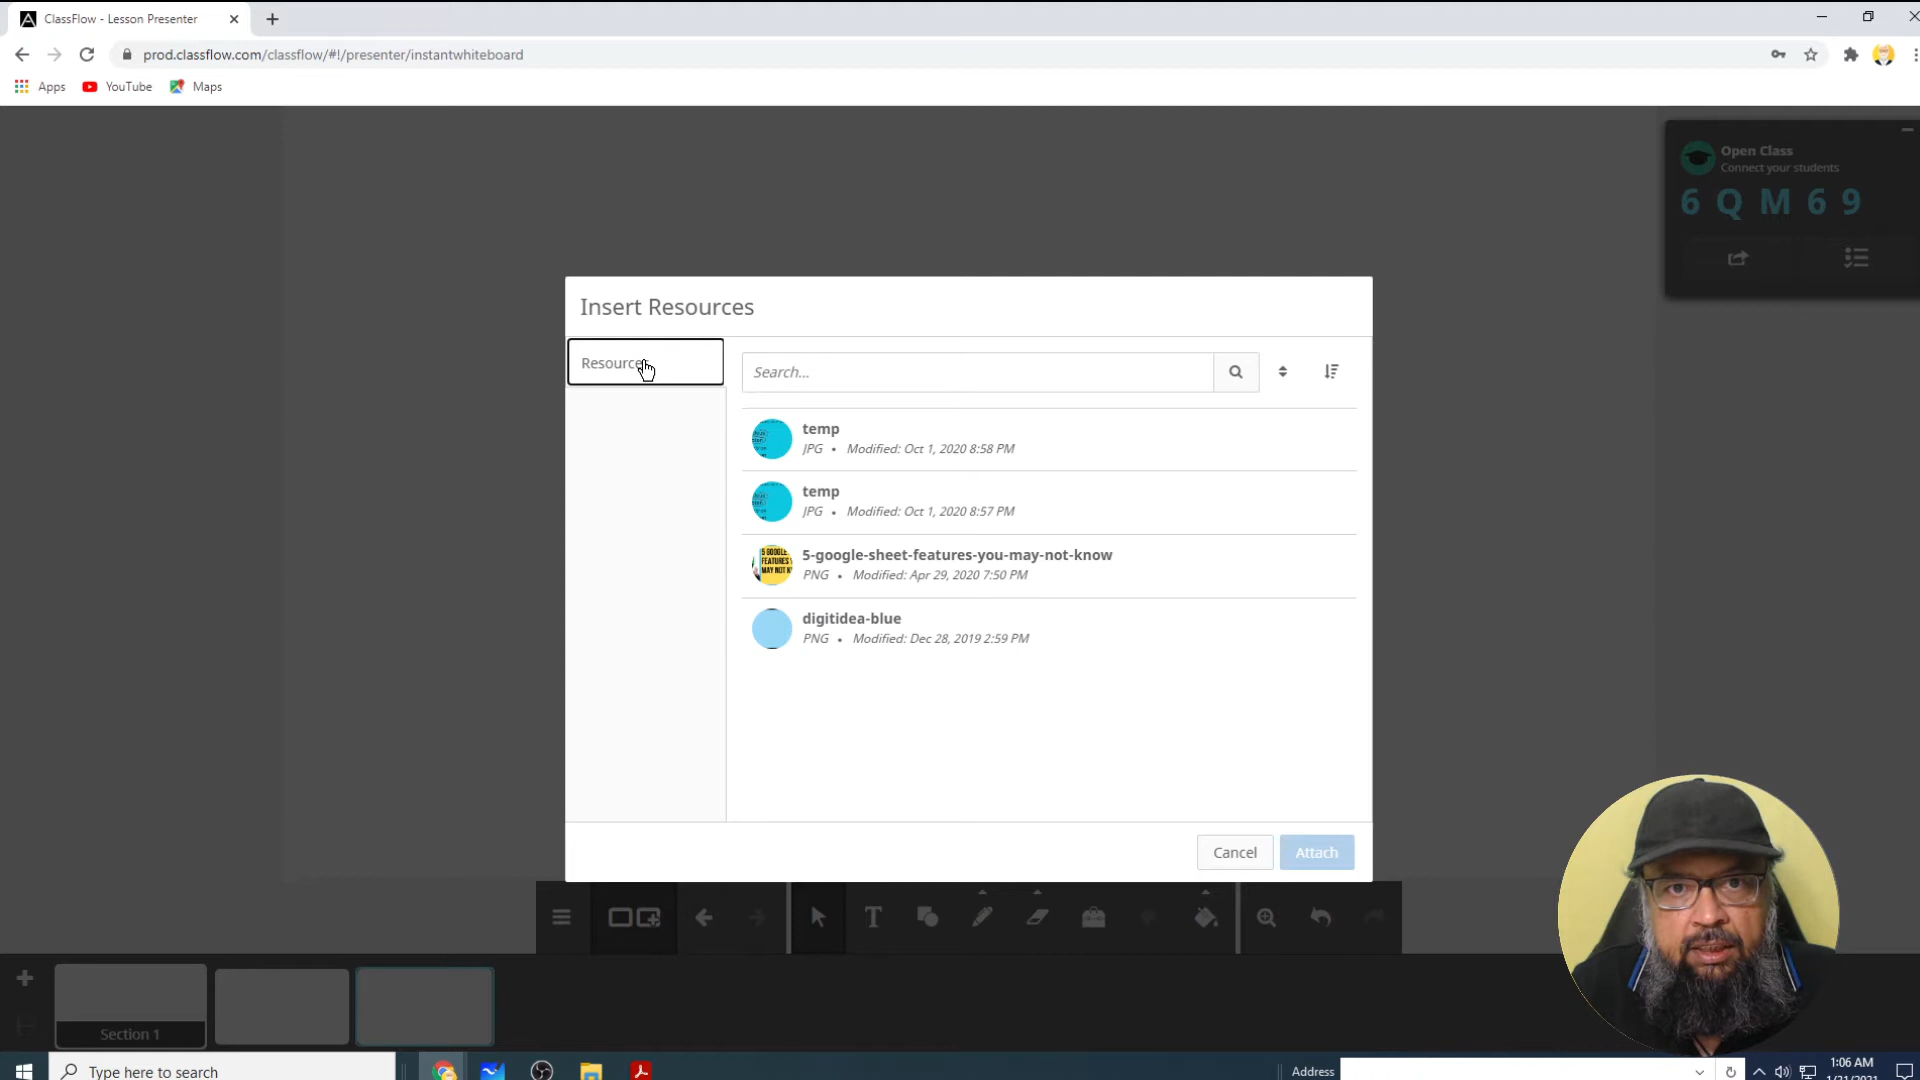 ClassFlow - Lesson Presenter
prod.classflow.com/classflow/#!/presenter/instantwhiteboard
Apps YouTube Maps
Open Class
Connect your students
6 Q M 6 9
Insert Resources
Resources
Search...
temp
JPG • Modified: Oct 1, 2020 8:58 PM
temp
JPG • Modified: Oct 1, 2020 8:57 PM
5-google-sheet-features-you-may-not-know
PNG • Modified: Apr 29, 2020 7:50 PM
digitidea-blue
PNG • Modified: Dec 28, 2019 2:59 PM
Cancel Attach
Section 1
Type here to search
Address
1:06 AM